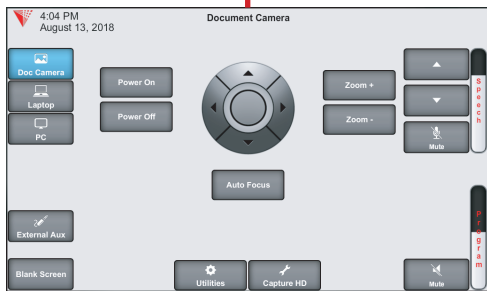 4:04 PM
August 13, 2018
Document Camera
Doc Camera
Laptop
PC
Power On
Power Off
Zoom +
Zoom -
Mute
Speech
Auto Focus
External Aux
Blank Screen
Utilities
Capture HD
Mute
Program